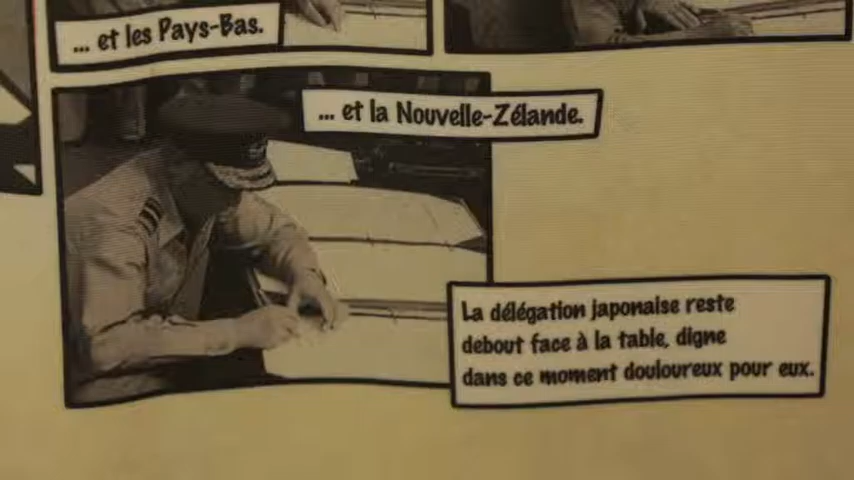 ... et les Pays-Bas.
... et la Nouvelle-Zélande.
La délégation japonaise reste
debout face à la table, digne
dans ce moment douloureux pour eux.